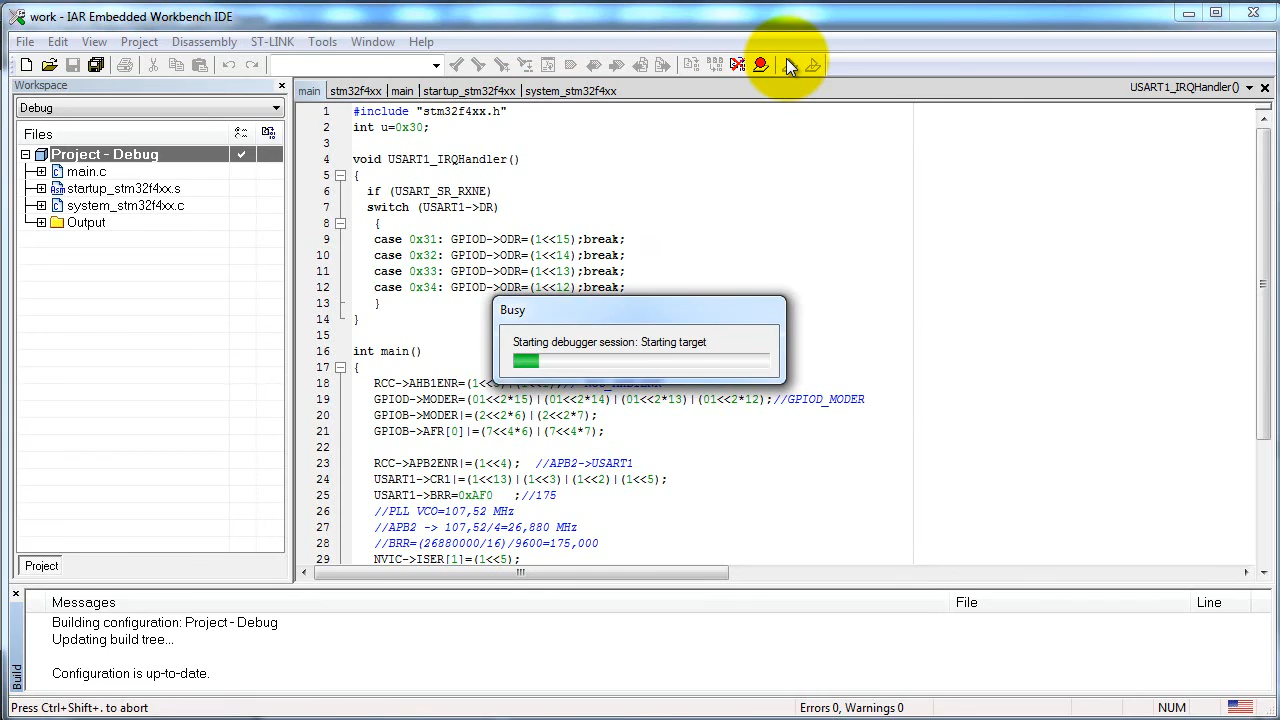 work - IAR Embedded Workbench IDE
File Edit View Project Disassembly ST-LINK Tools Window Help
Workspace
main stm32f4xx main startup_stm32f4xx system_stm32f4xx USART1_IRQHandler()
Debug
Files
Project - Debug
main.c
startup_stm32f4xx.s
system_stm32f4xx.c
Output
Project
1 #include "stm32f4xx.h"
2 int u=0x30;
3
4 void USART1_IRQHandler()
5 {
6 if (USART_SR_RXNE)
7 switch (USART1->DR)
8 {
9 case 0x31: GPIOD->ODR=(1<<15);break;
10 case 0x32: GPIOD->ODR=(1<<14);break;
11 case 0x33: GPIOD->ODR=(1<<13);break;
12 case 0x34: GPIOD->ODR=(1<<12);break;
13 }
14 }
15
16 int main()
17 {
18 RCC->AHB1ENR=(1<<
19 GPIOD->MODER=(01<<2*15)|(01<<2*14)|(01<<2*13)|(01<<2*12);//GPIOD_MODER
20 GPIOB->MODER|=(2<<2*6)|(2<<2*7);
21 GPIOB->AFR[0]|=(7<<4*6)|(7<<4*7);
22
23 RCC->APB2ENR|=(1<<4); //APB2->USART1
24 USART1->CR1|=(1<<13)|(1<<3)|(1<<2)|(1<<5);
25 USART1->BRR=0xAF0 ;//175
26 //PLL VCO=107,52 MHz
27 //APB2 -> 107,52/4=26,880 MHz
28 //BRR=(26880000/16)/9600=175,000
29 NVIC->ISER[1]=(1<<5);
Busy
Starting debugger session: Starting target
Messages File Line
Building configuration: Project - Debug
Updating build tree...
Configuration is up-to-date.
Build
Press Ctrl+Shift+. to abort Errors 0, Warnings 0 NUM